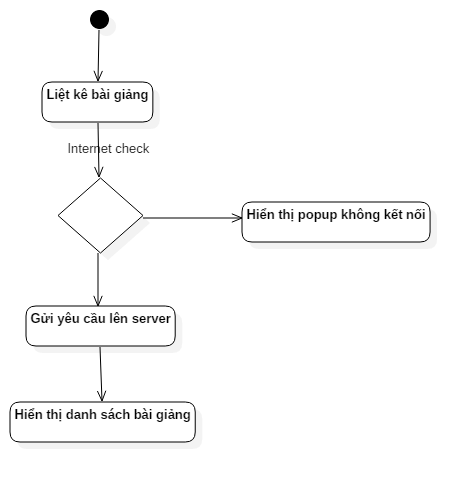 Liệt kê bài giảng
Internet check
Hiển thị popup không kết nối
Gửi yêu cầu lên server
Hiển thị danh sách bài giảng